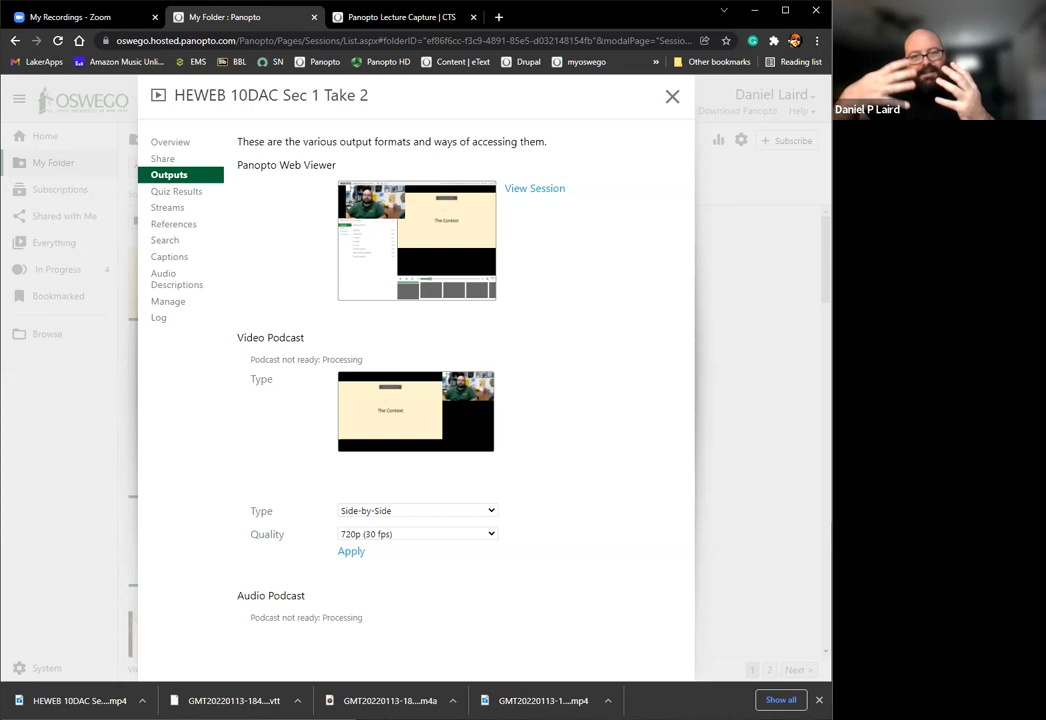 My Recordings - Zoom
My Folder : Panopto
Panopto Lecture Capture | CTS
oswego.hosted.panopto.com/Panopto/Pages/Sessions/List.aspx#folderID="ef86f6cc-f3c9-4891-85e5-d032148154fb"&modalPage="Sessio...
LakerApps
Amazon Music Unli...
EMS
BBL
SN
Panopto
Panopto HD
Content | eText
Drupal
myoswego
»
Other bookmarks
Reading list
Daniel P Laird
OSWEGO
HEWEB 10DAC Sec 1 Take 2
Daniel Laird
Download Panopto
Help
Subscribe
Home
My Folder
Subscriptions
Shared with Me
Everything
In Progress 4
Bookmarked
Browse
System
Overview
Share
Outputs
Quiz Results
Streams
References
Search
Captions
Audio
Descriptions
Manage
Log
These are the various output formats and ways of accessing them.
Panopto Web Viewer
The Context
View Session
Video Podcast
Podcast not ready: Processing
Type
The Context
Type
Side-by-Side
Quality
720p (30 fps)
Apply
Audio Podcast
Podcast not ready: Processing
1 2 Next >
HEWEB 10DAC Se....mp4
GMT20220113-184....vtt
GMT20220113-18....m4a
GMT20220113-1....mp4
Show all